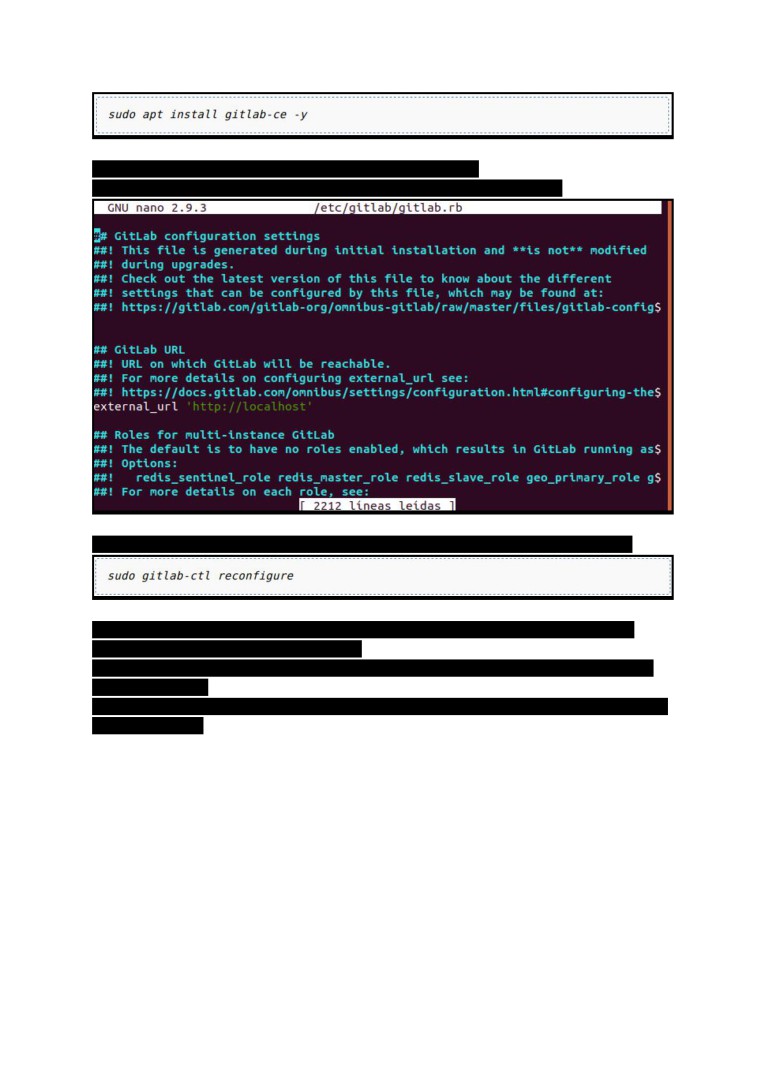 sudo apt install gitlab-ce -y
GNU nano 2.9.3 /etc/gitlab/gitlab.rb
## GitLab configuration settings
##! This file is generated during initial installation and **is not** modified
##! during upgrades.
##! Check out the latest version of this file to know about the different
##! settings that can be configured by this file, which may be found at:
##! https://gitlab.com/gitlab-org/omnibus-gitlab/raw/master/files/gitlab-config$
## GitLab URL
##! URL on which GitLab will be reachable.
##! For more details on configuring external_url see:
##! https://docs.gitlab.com/omnibus/settings/configuration.html#configuring-the$
external_url 'http://localhost'
## Roles for multi-instance GitLab
##! The default is to have no roles enabled, which results in GitLab running as$
##! Options:
##! redis_sentinel_role redis_master_role redis_slave_role geo_primary_role g$
##! For more details on each role, see:
[ 2212 líneas leídas ]
sudo gitlab-ctl reconfigure